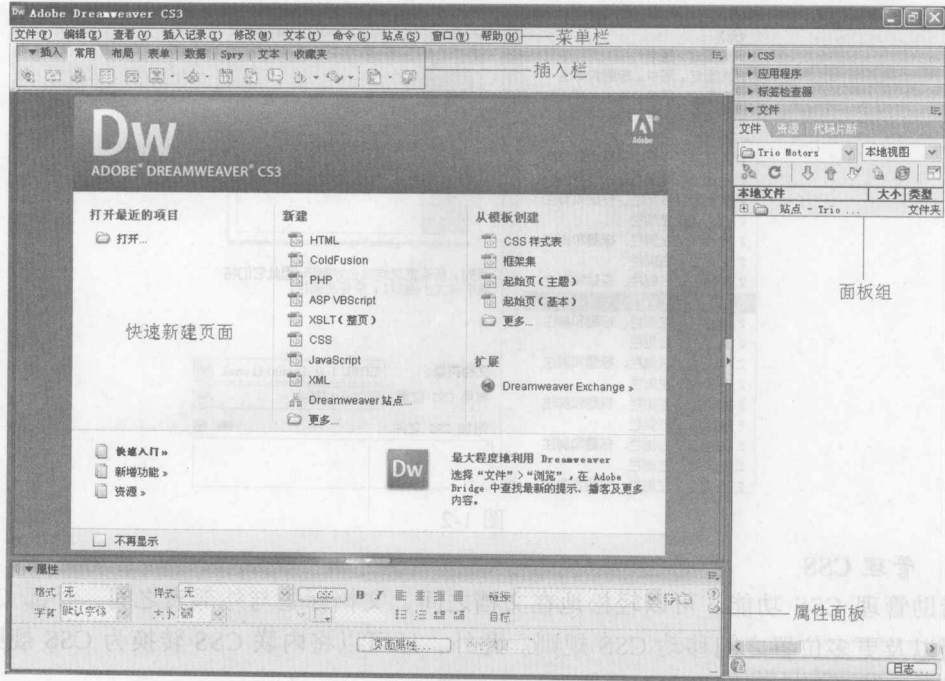 Dw Adobe Dreamweaver CS3
文件(F) 编辑(E) 查看(V) 插入记录(I) 修改(M) 文本(T) 命令(C) 站点(S) 窗口(W) 帮助(H)
菜单栏
▼插入 常用 布局 表单 数据 Spry 文本 收藏夹
插入栏
Dw
ADOBE® DREAMWEAVER® CS3
Adobe
打开最近的项目
打开...
快速新建页面
新建
HTML
ColdFusion
PHP
ASP VBScript
XSLT(整页)
CSS
JavaScript
XML
Dreamweaver 站点...
更多...
从模板创建
CSS 样式表
框架集
起始页(主题)
起始页(基本)
更多...
扩展
Dreamweaver Exchange »
快速入门 »
新增功能 »
资源 »
Dw
最大程度地利用 Dreamweaver
选择“文件”>“浏览”,在 Adobe
Bridge 中查找最新的提示、播客及更多
内容。
不再显示
▶ CSS
▶ 应用程序
▶ 标签检查器
▼ 文件
文件 资源 代码片断
Trio Motors 本地视图
本地文件 大小 类型
站点 - Trio ... 文件夹
面板组
▼属性
格式 无 样式 无 CSS B I 链接
字体 默认字体 大小 无 目标
页面属性...
属性面板
日志...
图 1-2
管理 CSS